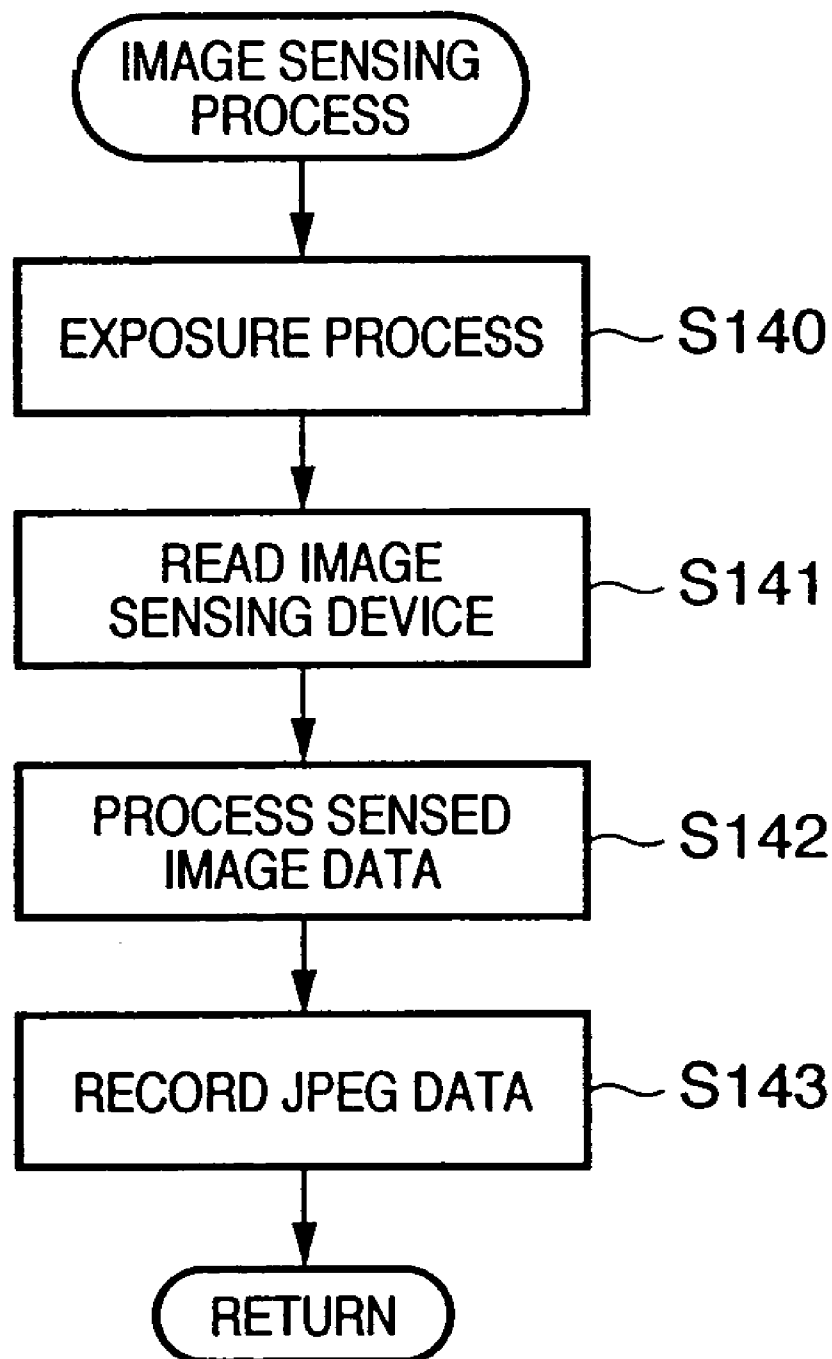 IMAGE SENSING
PROCESS
EXPOSURE PROCESS
S140
READ IMAGE
SENSING DEVICE
S141
PROCESS SENSED
IMAGE DATA
S142
RECORD JPEG DATA
S143
RETURN